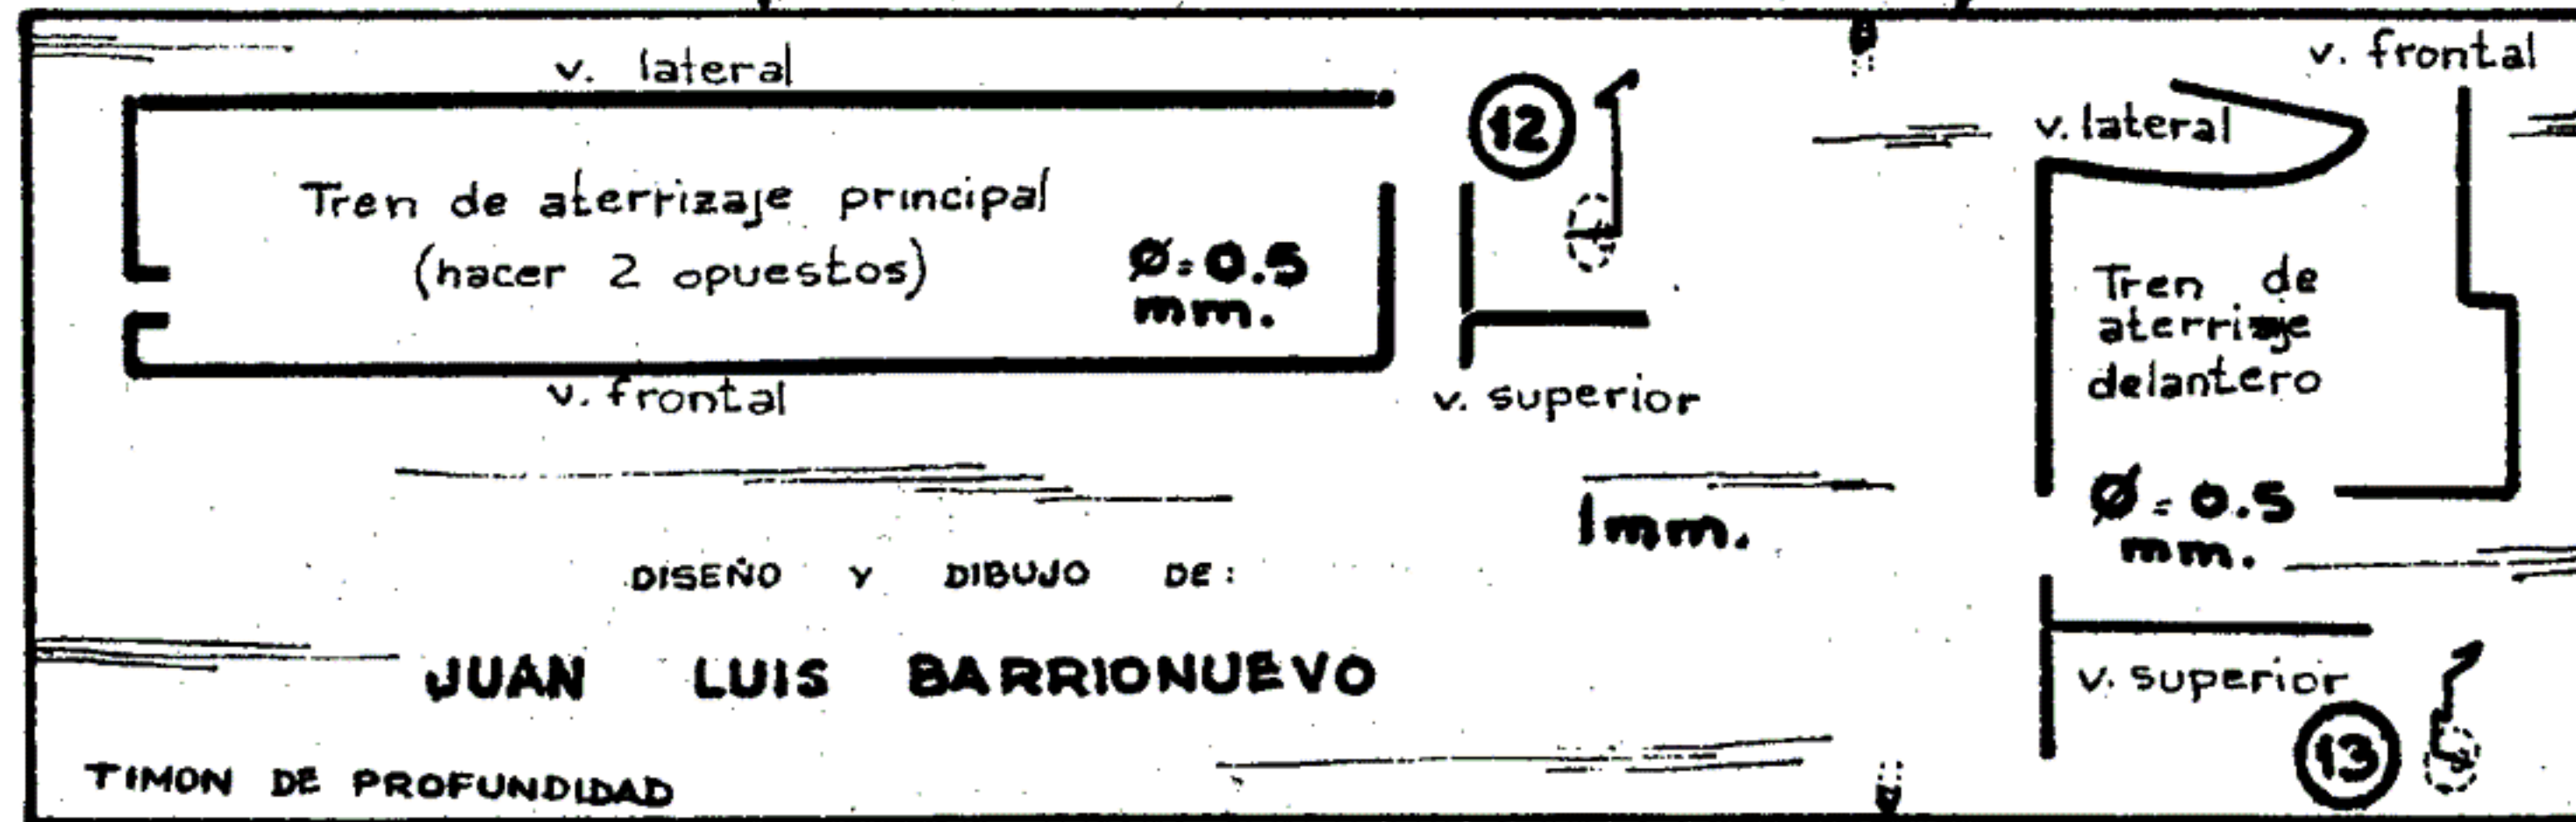 v. lateral
12
Tren de aterrizaje principal
(hacer 2 opuestos)
Ø=0.5
mm.
v. frontal
v. superior
1mm.
DISEÑO Y DIBUJO DE:
JUAN LUIS BARRIONUEVO
TIMON DE PROFUNDIDAD
v. frontal
v. lateral
Tren de
aterrizaje
delantero
Ø=0.5
mm.
v. superior
13